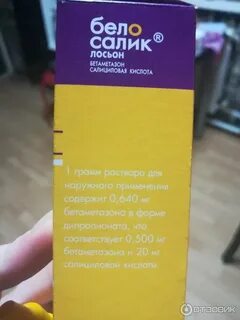 бело
салик®
лосьон
бетаметазон
салициловая кислота
1 грамм раствора для
наружного применения
содержит 0,640 мг
бетаметазона в форме
дипропионата, что
соответствует 0,500 мг
бетаметазона и 20 мг
салициловой кислоты
отзовик